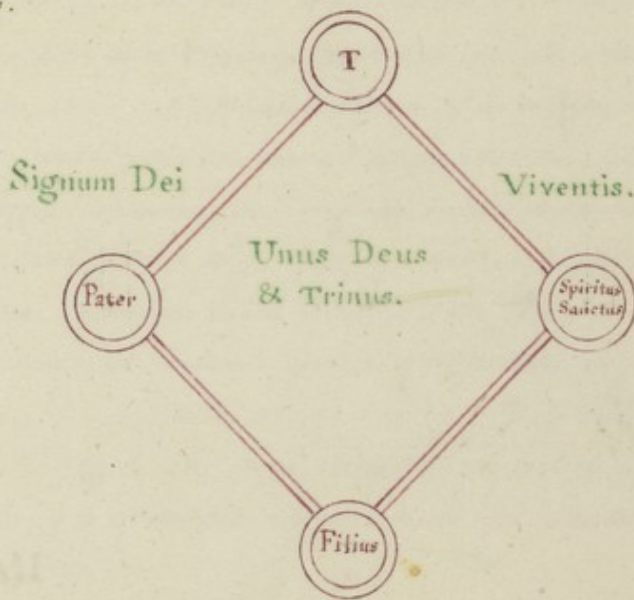 T
Signum Dei
Viventis.
Unus Deus
& Trinus.
Pater
Spiritus
Sanctus
Filius